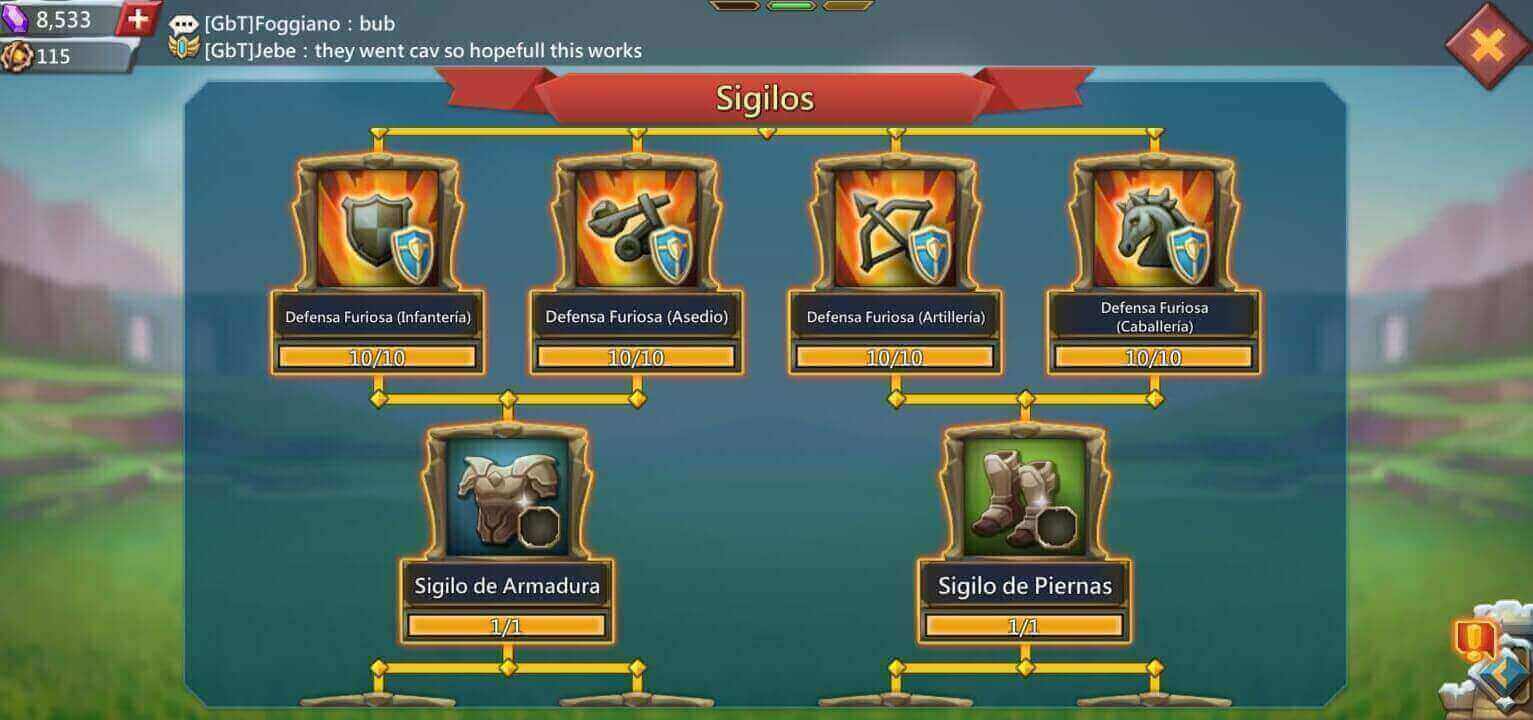 8,533
115
[GbT]Foggiano : bub
[GbT]Jebe : they went cav so hopefull this works
Sigilos
Defensa Furiosa (Infantería)
10/10
Defensa Furiosa (Asedio)
10/10
Defensa Furiosa (Artillería)
10/10
Defensa Furiosa
(Caballería)
10/10
Sigilo de Armadura
1/1
Sigilo de Piernas
1/1